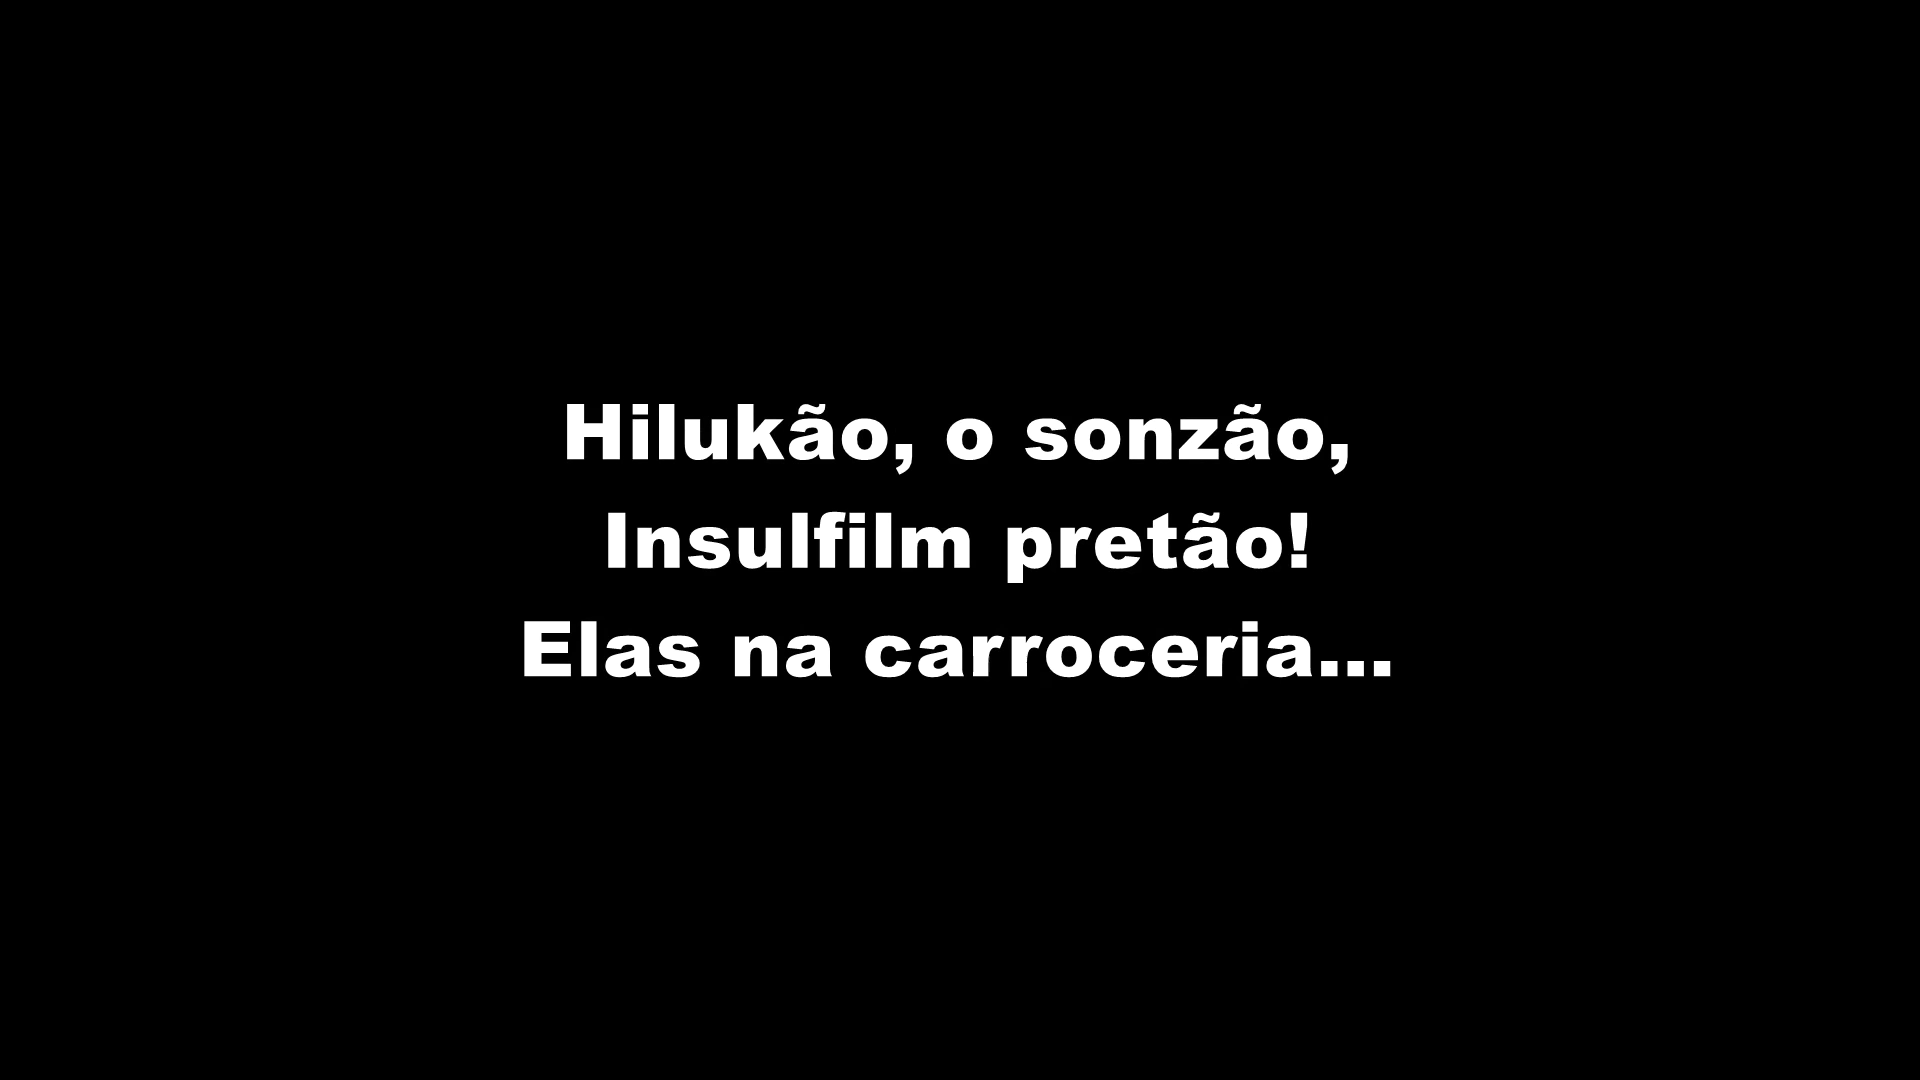 Hilukão, o sonzão,
Insulfilm pretão!
Elas na carroceria...